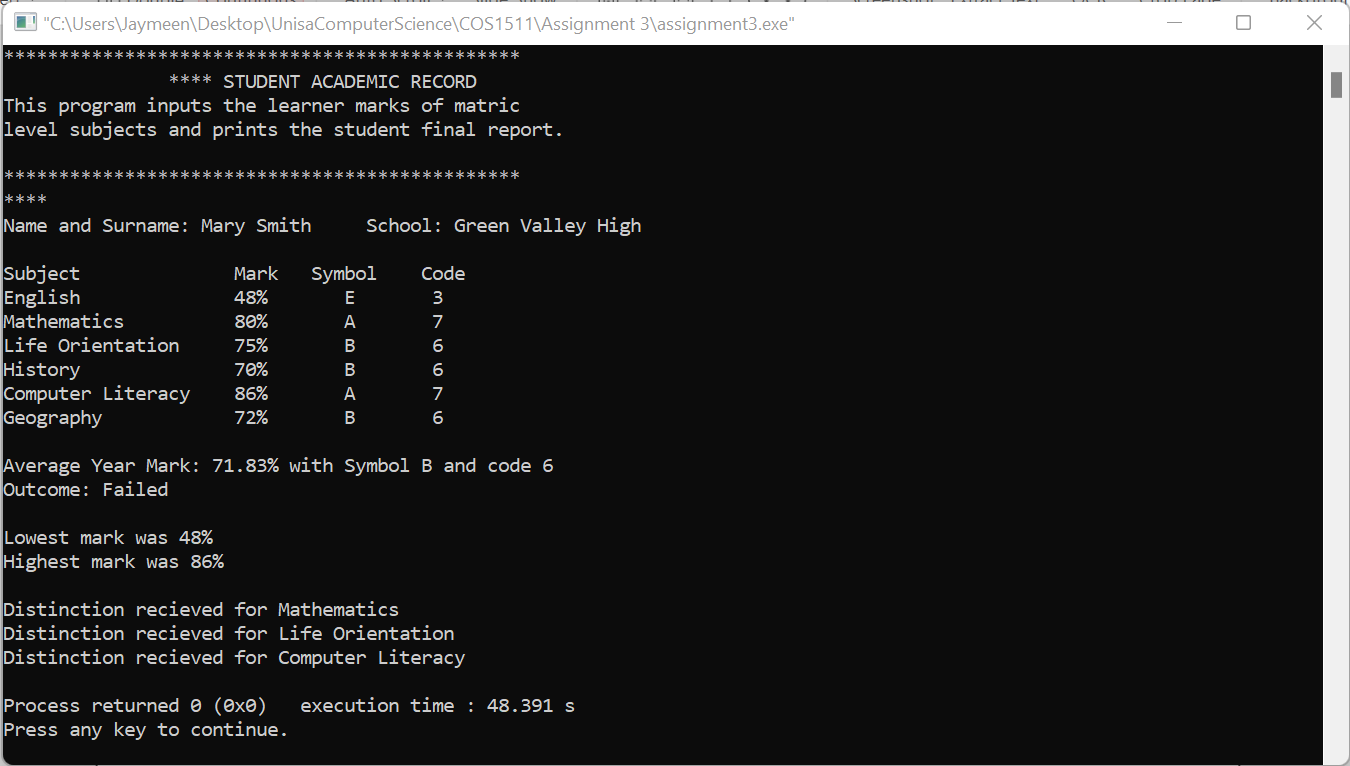 "C:\Users\Jaymeen\Desktop\UnisaComputerScience\COS1511\Assignment 3\assignment3.exe"
***********************************************
**** STUDENT ACADEMIC RECORD
This program inputs the learner marks of matric
level subjects and prints the student final report.
***********************************************
****
Name and Surname: Mary Smith     School: Green Valley High
Subject              Mark   Symbol    Code
English              48%       E       3
Mathematics          80%       A       7
Life Orientation     75%       B       6
History              70%       B       6
Computer Literacy    86%       A       7
Geography            72%       B       6
Average Year Mark: 71.83% with Symbol B and code 6
Outcome: Failed
Lowest mark was 48%
Highest mark was 86%
Distinction recieved for Mathematics
Distinction recieved for Life Orientation
Distinction recieved for Computer Literacy
Process returned 0 (0x0)   execution time : 48.391 s
Press any key to continue.